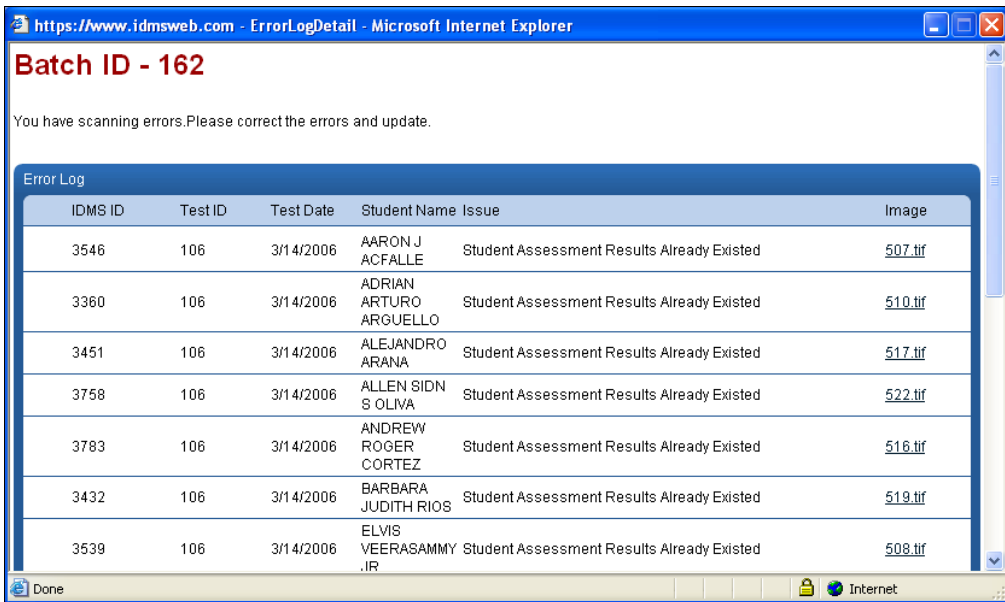 https://www.idmsweb.com - ErrorLogDetail - Microsoft Internet Explorer
Batch ID - 162
You have scanning errors.Please correct the errors and update.
Error Log
IDMS ID Test ID Test Date Student Name Issue Image
3546 106 3/14/2006 AARON J ACFALLE Student Assessment Results Already Existed 507.tif
3360 106 3/14/2006 ADRIAN ARTURO ARGUELLO Student Assessment Results Already Existed 510.tif
3451 106 3/14/2006 ALEJANDRO ARANA Student Assessment Results Already Existed 517.tif
3758 106 3/14/2006 ALLEN SIDN S OLIVA Student Assessment Results Already Existed 522.tif
3783 106 3/14/2006 ANDREW ROGER CORTEZ Student Assessment Results Already Existed 516.tif
3432 106 3/14/2006 BARBARA JUDITH RIOS Student Assessment Results Already Existed 519.tif
3539 106 3/14/2006 ELVIS VEERASAMMY JR Student Assessment Results Already Existed 508.tif
Done Internet